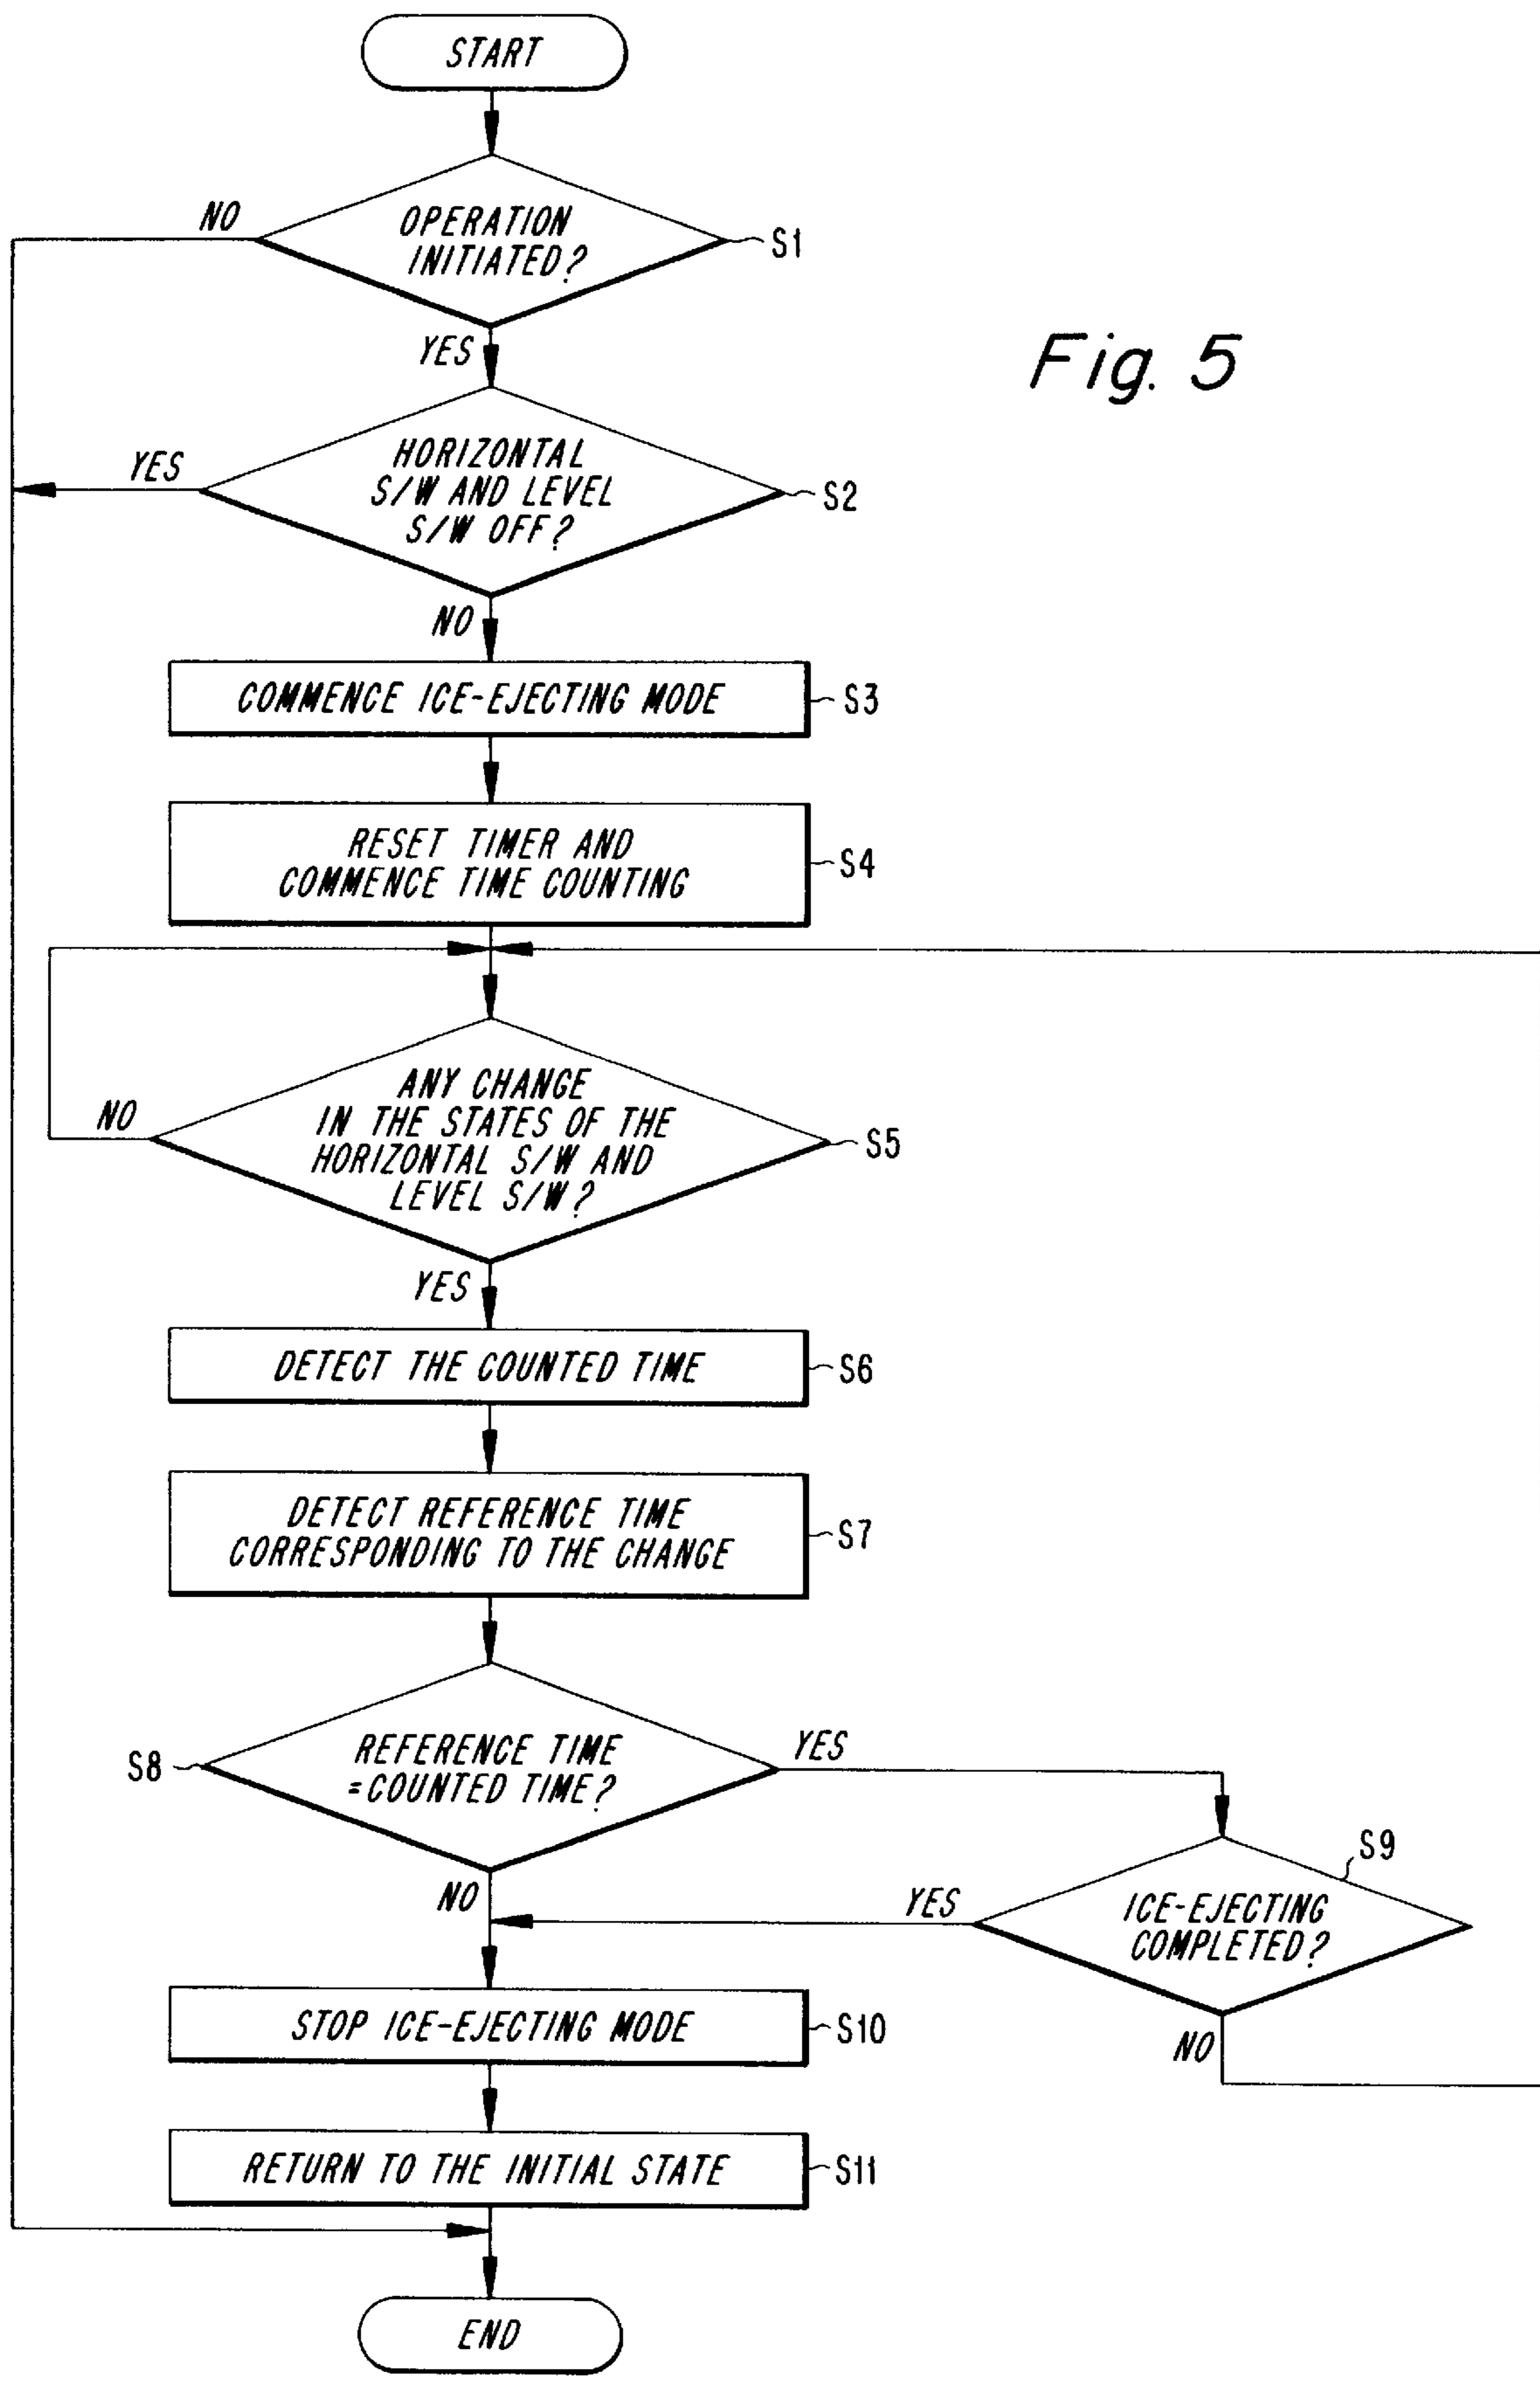 START
OPERATION
INITIATED?
S1
NO
YES
Fig. 5
HORIZONTAL
S/W AND LEVEL
S/W OFF?
S2
YES
NO
COMMENCE ICE-EJECTING MODE
S3
RESET TIMER AND
COMMENCE TIME COUNTING
S4
ANY CHANGE
IN THE STATES OF THE
HORIZONTAL S/W AND
LEVEL S/W?
S5
NO
YES
DETECT THE COUNTED TIME
S6
DETECT REFERENCE TIME
CORRESPONDING TO THE CHANGE
S7
REFERENCE TIME
=COUNTED TIME?
S8
YES
NO
ICE-EJECTING
COMPLETED?
S9
YES
NO
STOP ICE-EJECTING MODE
S10
RETURN TO THE INITIAL STATE
S11
END